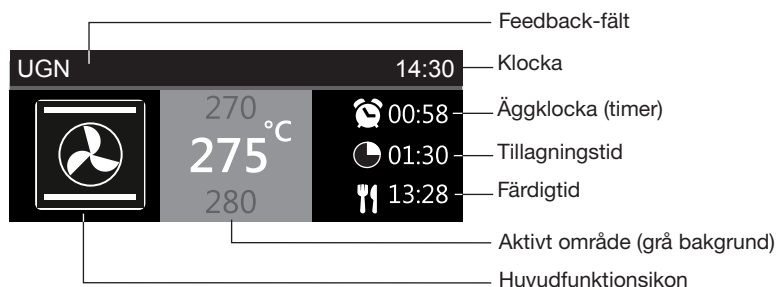 Feedback-fält
UGN 14:30 Klocka
270
275 °C
280
00:58 Äggklocka (timer)
01:30 Tillagningstid
13:28 Färdigtid
Aktivt område (grå bakgrund)
Huvudfunktionsikon